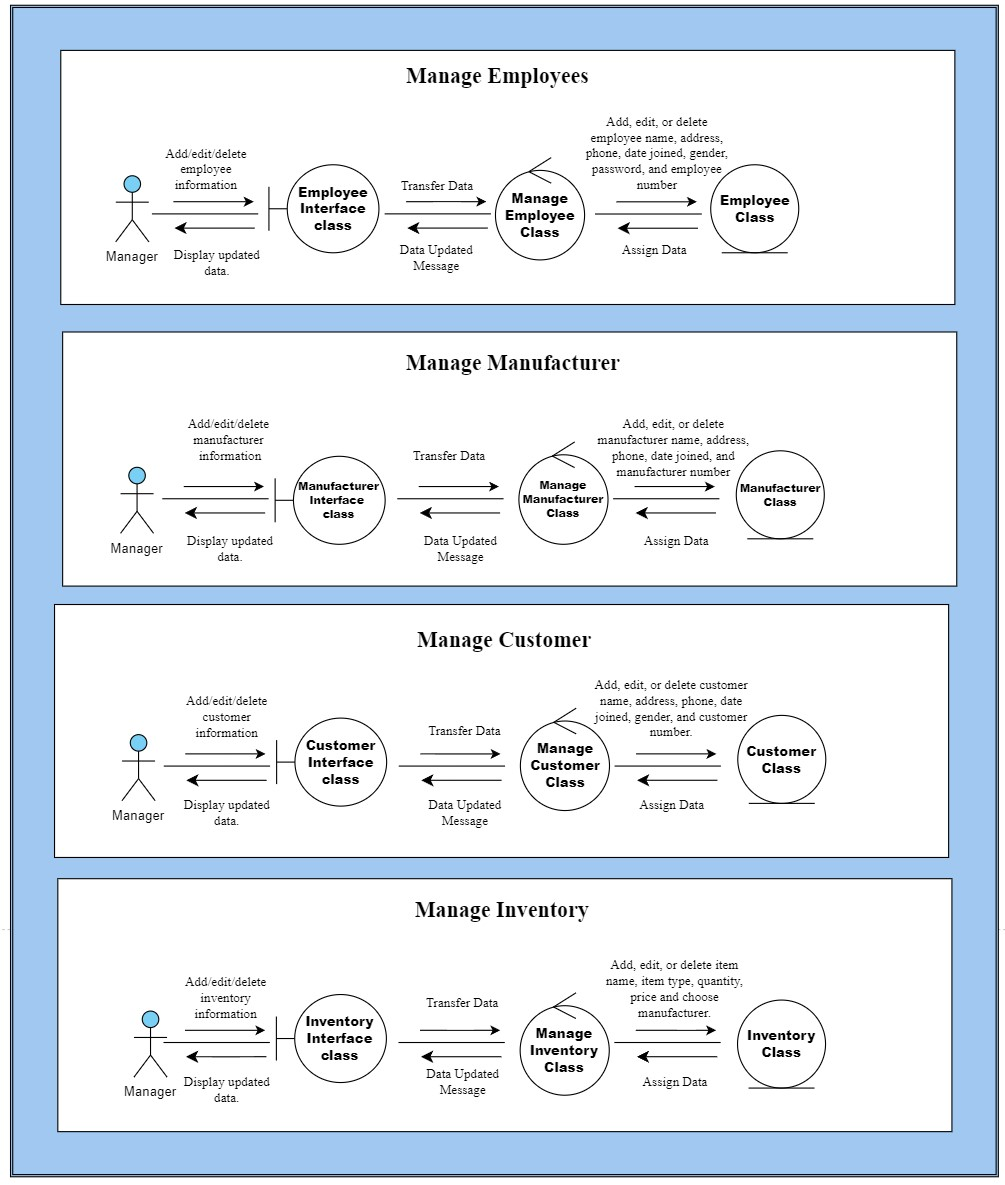 Manage Employees
Add/edit/delete
employee
information
Add, edit, or delete
employee name, address,
phone, date joined, gender,
password, and employee
number
Transfer Data
Employee
Interface
class
Manage
Employee
Class
Employee
Class
Manager
Display updated
data.
Data Updated
Message
Assign Data
Manage Manufacturer
Add/edit/delete
manufacturer
information
Add, edit, or delete
manufacturer name, address,
phone, date joined, and
manufacturer number
Transfer Data
Manufacturer
Interface
class
Manage
Manufacturer
Class
Manufacturer
Class
Manager
Display updated
data.
Data Updated
Message
Assign Data
Manage Customer
Add/edit/delete
customer
information
Add, edit, or delete customer
name, address, phone, date
joined, gender, and customer
number.
Transfer Data
Customer
Interface
class
Manage
Customer
Class
Customer
Class
Manager
Display updated
data.
Data Updated
Message
Assign Data
Manage Inventory
Add/edit/delete
inventory
information
Add, edit, or delete item
name, item type, quantity,
price and choose
manufacturer.
Transfer Data
Inventory
Interface
class
Manage
Inventory
Class
Inventory
Class
Manager
Display updated
data.
Data Updated
Message
Assign Data